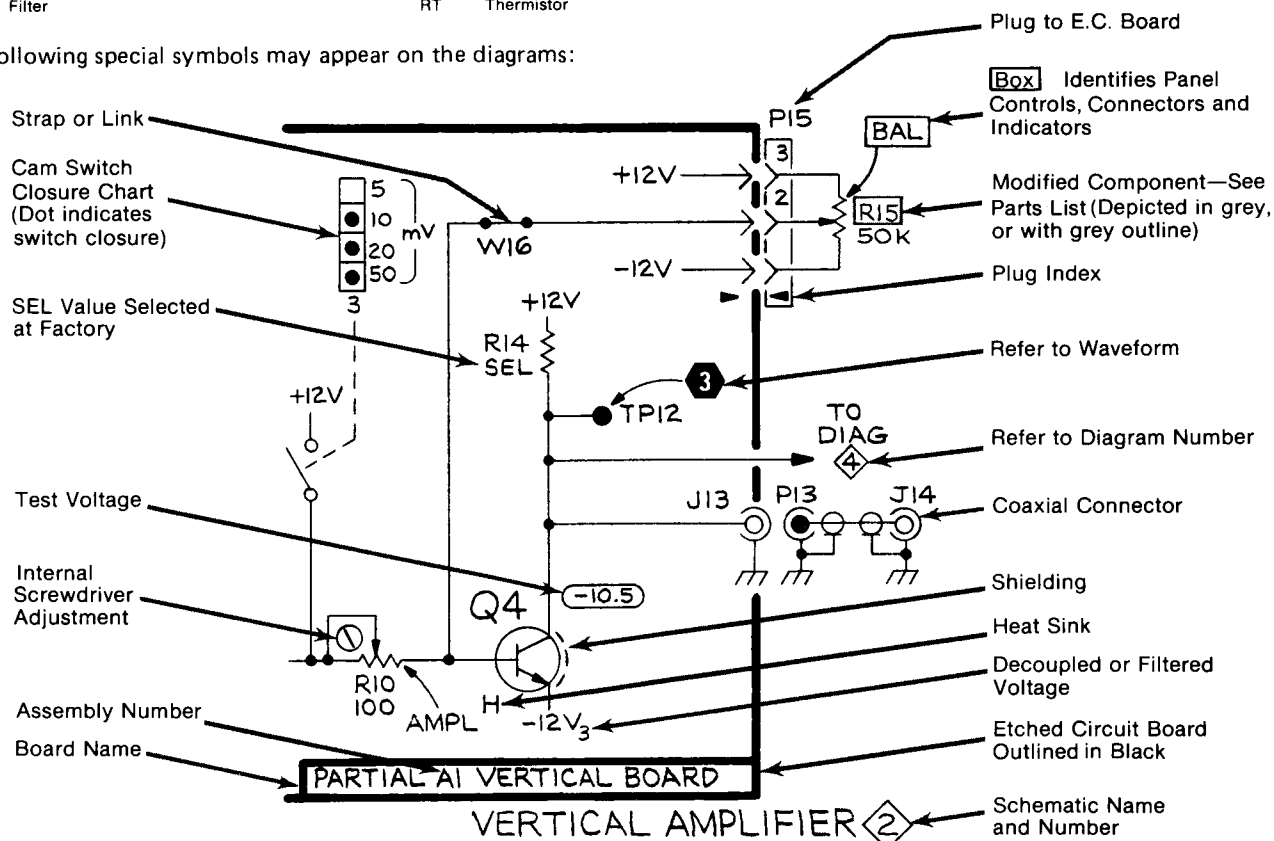 Filter
RT Thermistor
ollowing special symbols may appear on the diagrams:
Strap or Link
Cam Switch
Closure Chart
(Dot indicates
switch closure)
SEL Value Selected
at Factory
Test Voltage
Internal
Screwdriver
Adjustment
Assembly Number
Board Name
5
10
20
50
mV
3
+12V
W16
+12V
R14
SEL
TP12
3
+12V
-12V
P15
3
2
BAL
R15
50K
TO
DIAG
4
J13
P13
J14
-10.5
Q4
R10
100
AMPL
H
-12V3
PARTIAL A1 VERTICAL BOARD
VERTICAL AMPLIFIER 2
Plug to E.C. Board
Box Identifies Panel
Controls, Connectors and
Indicators
Modified Component—See
Parts List (Depicted in grey,
or with grey outline)
Plug Index
Refer to Waveform
Refer to Diagram Number
Coaxial Connector
Shielding
Heat Sink
Decoupled or Filtered
Voltage
Etched Circuit Board
Outlined in Black
Schematic Name
and Number